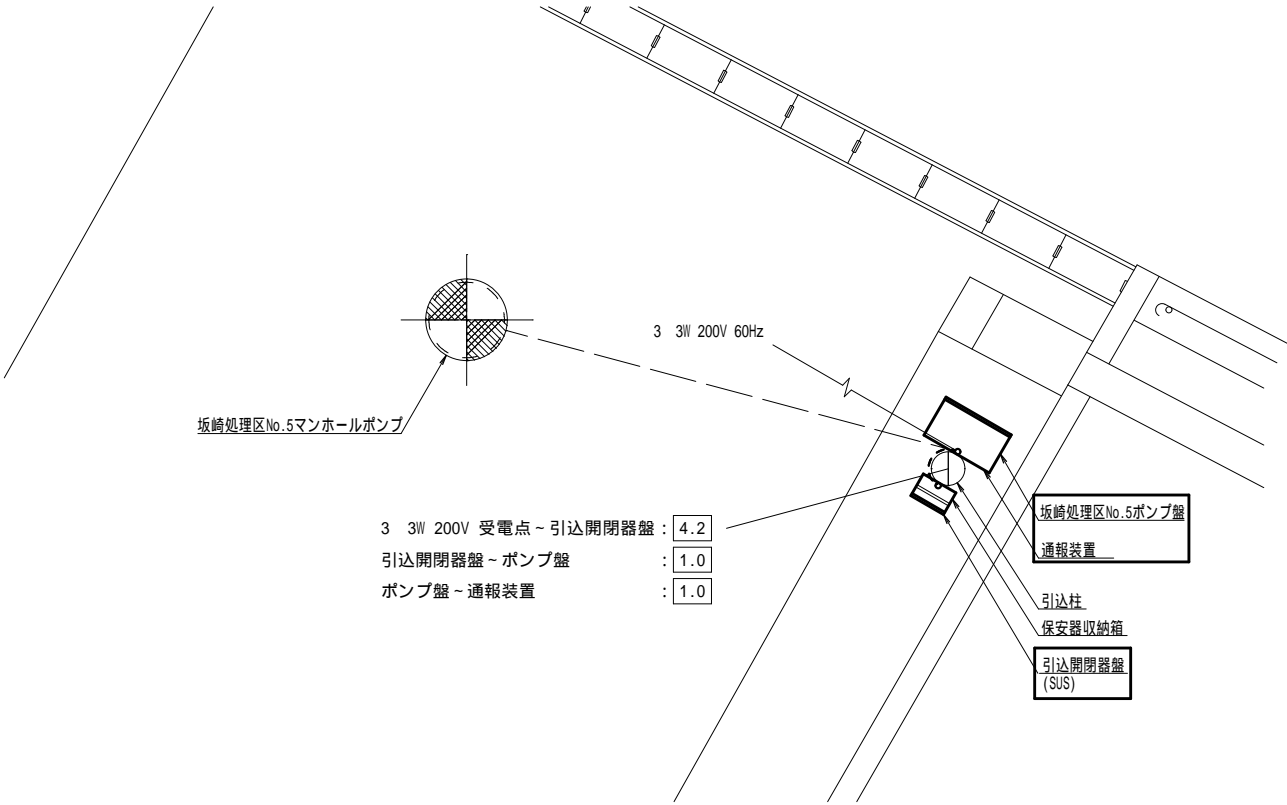 3 3W 200V 60Hz
坂崎処理区No.5マンホールポンプ
3 3W 200V 受電点～引込開閉器盤：4.2
引込開閉器盤～ポンプ盤：1.0
ポンプ盤～通報装置：1.0
坂崎処理区No.5ポンプ盤
通報装置
引込柱
保安器収納箱
引込開閉器盤
(SUS)